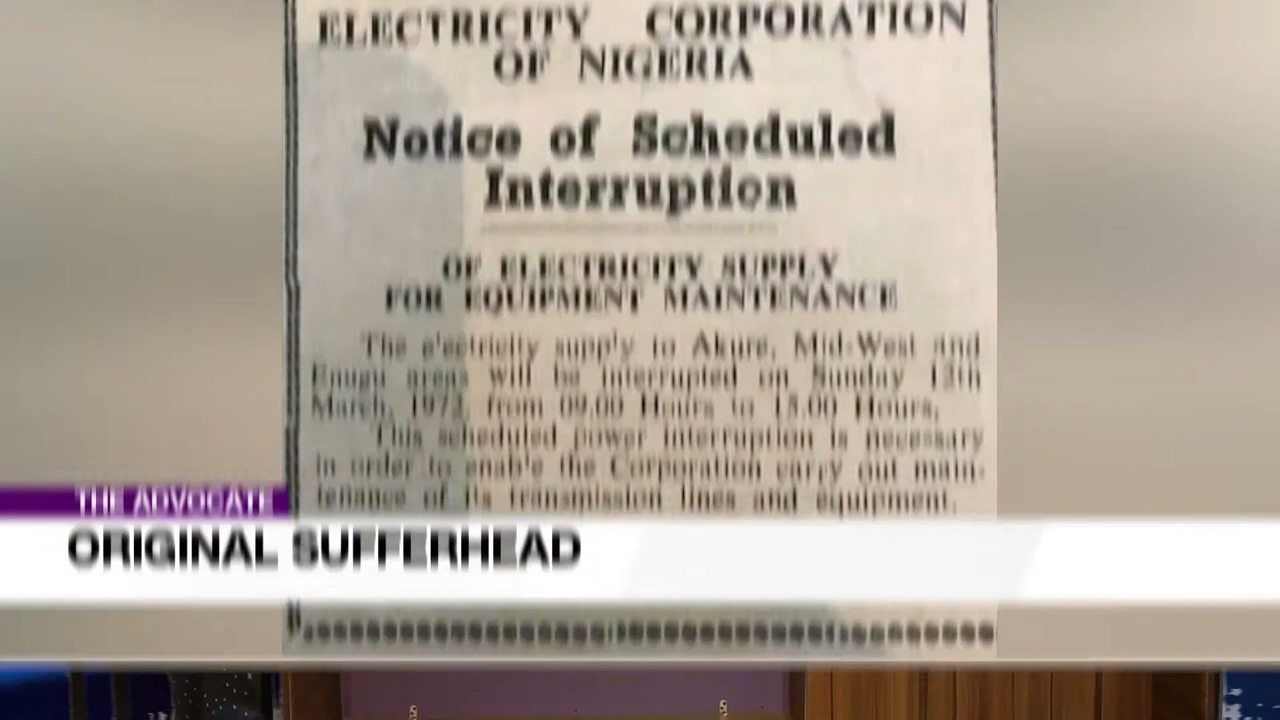 ELECTRICITY CORPORATION
OF NIGERIA
Notice of Scheduled
Interruption
OF ELECTRICITY SUPPLY
FOR EQUIPMENT MAINTENANCE
The electricity supply to Akure, Mid-West and
Enugu areas will be interrupted on Sunday 12th
March, 1972 from 09.00 Hours to 15.00 Hours.
This scheduled power interruption is necessary
in order to enable the Corporation carry out main-
tenance of its transmission lines and equipment.
THE ADVOCATE
ORIGINAL SUFFERHEAD